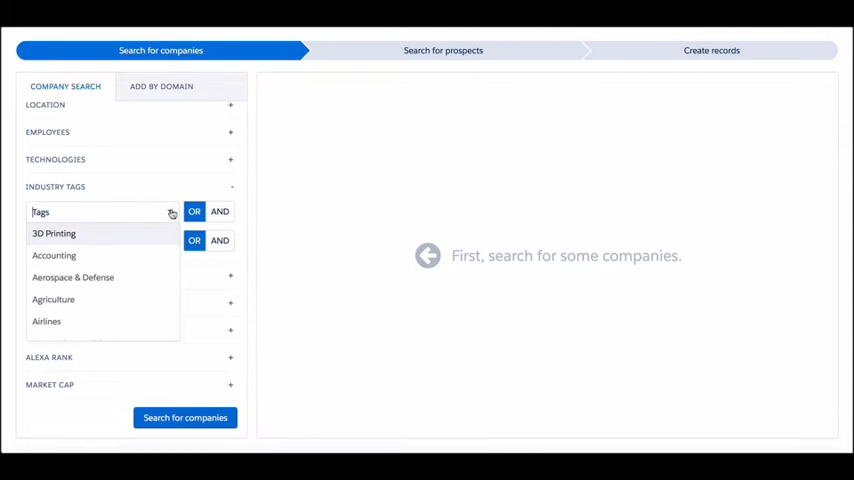 Search for companies
Search for prospects
Create records
COMPANY SEARCH
ADD BY DOMAIN
LOCATION +
EMPLOYEES +
TECHNOLOGIES +
INDUSTRY TAGS -
Tags
OR AND
3D Printing
OR AND
Accounting
Aerospace & Defense
+
Agriculture
+
Airlines
+
ALEXA RANK +
MARKET CAP +
Search for companies
First, search for some companies.